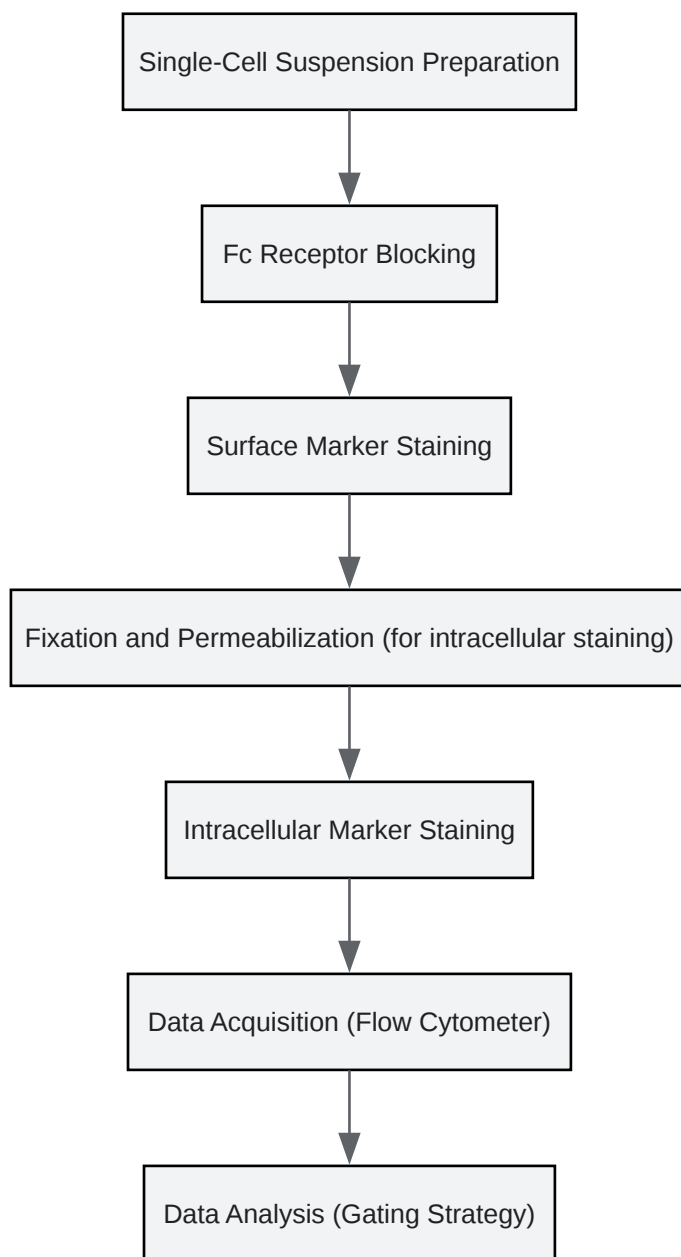 Single-Cell Suspension Preparation
Fc Receptor Blocking
Surface Marker Staining
Fixation and Permeabilization (for intracellular staining)
Intracellular Marker Staining
Data Acquisition (Flow Cytometer)
Data Analysis (Gating Strategy)